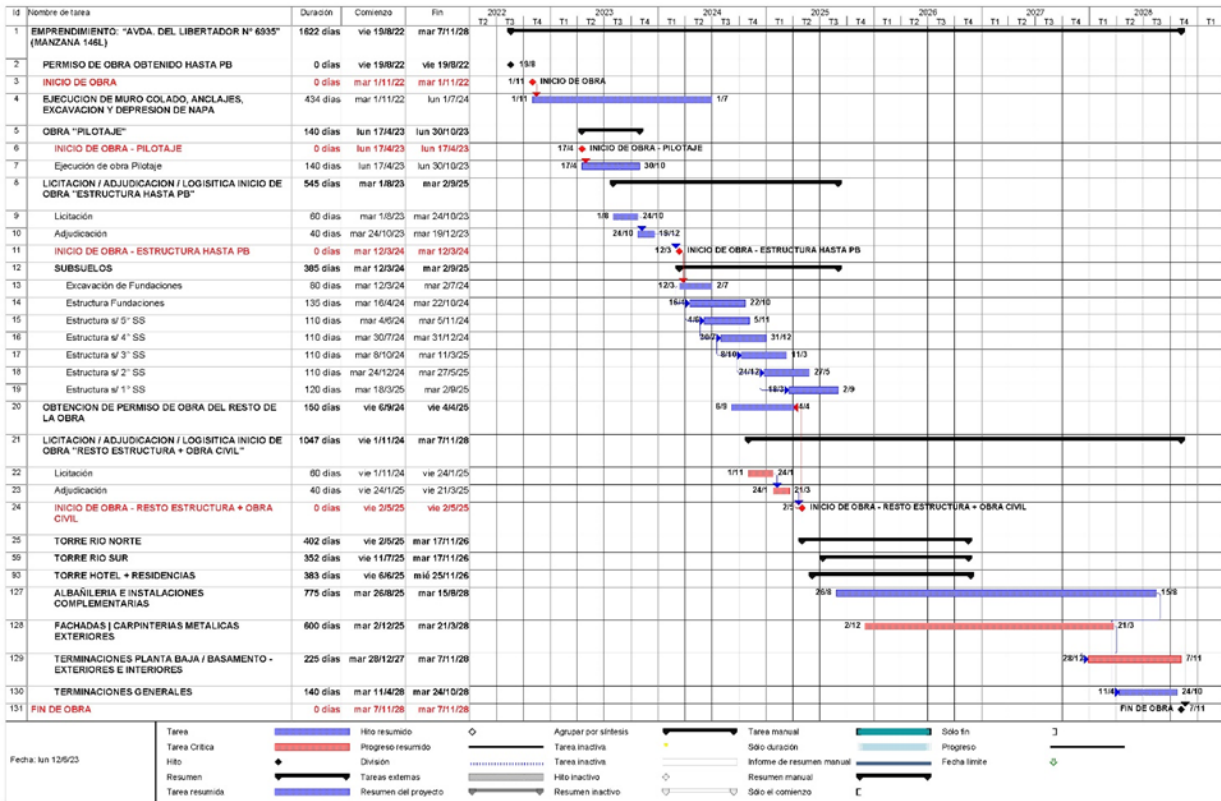 Id Nombre de tarea Duración Comienzo Fin 2022 2023 2024 2025 2026 2027 2028
T2 T3 T4 T1 T2 T3 T4 T1 T2 T3 T4 T1 T2 T3 T4 T1 T2 T3 T4 T1 T2 T3 T4 T1 T2 T3 T4 T1
1 EMPRENDIMIENTO: "AVDA. DEL LIBERTADOR N° 6935" 1622 días vie 19/8/22 mar 7/11/28
(MANZANA 146L)
2 PERMISO DE OBRA OBTENIDO HASTA PB 0 días vie 19/8/22 vie 19/8/22 19/8
3 INICIO DE OBRA 0 días mar 1/11/22 mar 1/11/22 1/11 INICIO DE OBRA
4 EJECUCION DE MURO COLADO, ANCLAJES, 434 días mar 1/11/22 lun 1/7/24 1/11 1/7
EXCAVACION Y DEPRESION DE NAPA
5 OBRA "PILOTAJE" 140 días lun 17/4/23 lun 30/10/23
6 INICIO DE OBRA - PILOTAJE 0 días lun 17/4/23 lun 17/4/23 17/4 INICIO DE OBRA - PILOTAJE
7 Ejecución de obra Pilotaje 140 días lun 17/4/23 lun 30/10/23 17/4 30/10
8 LICITACION / ADJUDICACION / LOGISITICA INICIO DE 545 días mar 1/8/23 mar 2/9/25
OBRA "ESTRUCTURA HASTA PB"
9 Licitación 60 días mar 1/8/23 mar 24/10/23 1/8 24/10
10 Adjudicación 40 días mar 24/10/23 mar 19/12/23 24/10 19/12
11 INICIO DE OBRA - ESTRUCTURA HASTA PB 0 días mar 12/3/24 mar 12/3/24 12/3 INICIO DE OBRA - ESTRUCTURA HASTA PB
12 SUBSUELOS 385 días mar 12/3/24 mar 2/9/25
13 Excavación de Fundaciones 80 días mar 12/3/24 mar 2/7/24 12/3 2/7
14 Estructura Fundaciones 135 días mar 16/4/24 mar 22/10/24 16/4 22/10
15 Estructura s/ 5° SS 110 días mar 4/6/24 mar 5/11/24 4/6 5/11
16 Estructura s/ 4° SS 110 días mar 30/7/24 mar 31/12/24 30/7 31/12
17 Estructura s/ 3° SS 110 días mar 8/10/24 mar 11/3/25 8/10 11/3
18 Estructura s/ 2° SS 110 días mar 24/12/24 mar 27/5/25 24/12 27/5
19 Estructura s/ 1° SS 120 días mar 18/3/25 mar 2/9/25 18/3 2/9
20 OBTENCION DE PERMISO DE OBRA DEL RESTO DE 150 días vie 6/9/24 vie 4/4/25 6/9 4/4
LA OBRA
21 LICITACION / ADJUDICACION / LOGISITICA INICIO DE 1047 días vie 1/11/24 mar 7/11/28
OBRA "RESTO ESTRUCTURA + OBRA CIVIL"
22 Licitación 60 días vie 1/11/24 vie 24/1/25 1/11 24/1
23 Adjudicación 40 días vie 24/1/25 vie 21/3/25 24/1 21/3
24 INICIO DE OBRA - RESTO ESTRUCTURA + OBRA 0 días vie 2/5/25 vie 2/5/25 2/5 INICIO DE OBRA - RESTO ESTRUCTURA + OBRA CIVIL
CIVIL
25 TORRE RIO NORTE 402 días vie 2/5/25 mar 17/11/26
59 TORRE RIO SUR 352 días vie 11/7/25 mar 17/11/26
93 TORRE HOTEL + RESIDENCIAS 383 días vie 6/6/25 mié 25/11/26
127 ALBAÑILERIA E INSTALACIONES 775 días mar 26/8/25 mar 15/8/28 26/8 15/8
COMPLEMENTARIAS
128 FACHADAS | CARPINTERIAS METALICAS 600 días mar 2/12/25 mar 21/3/28 2/12 21/3
EXTERIORES
129 TERMINACIONES PLANTA BAJA / BASAMENTO - 225 días mar 28/12/27 mar 7/11/28 28/12 7/11
EXTERIORES E INTERIORES
130 TERMINACIONES GENERALES 140 días mar 11/4/28 mar 24/10/28 11/4 24/10
131 FIN DE OBRA 0 días mar 7/11/28 mar 7/11/28 FIN DE OBRA 7/11
Fecha: lun 12/6/23
Tarea Hito resumido Agrupar por síntesis Tarea manual Sólo fin
Tarea Crítica Progreso resumido Tarea inactiva Sólo duración Progreso
Hito División Tarea inactiva Informe de resumen manual Fecha límite
Resumen Tareas externas Hito inactivo Resumen manual
Tarea resumida Resumen del proyecto Resumen inactivo Sólo el comienzo